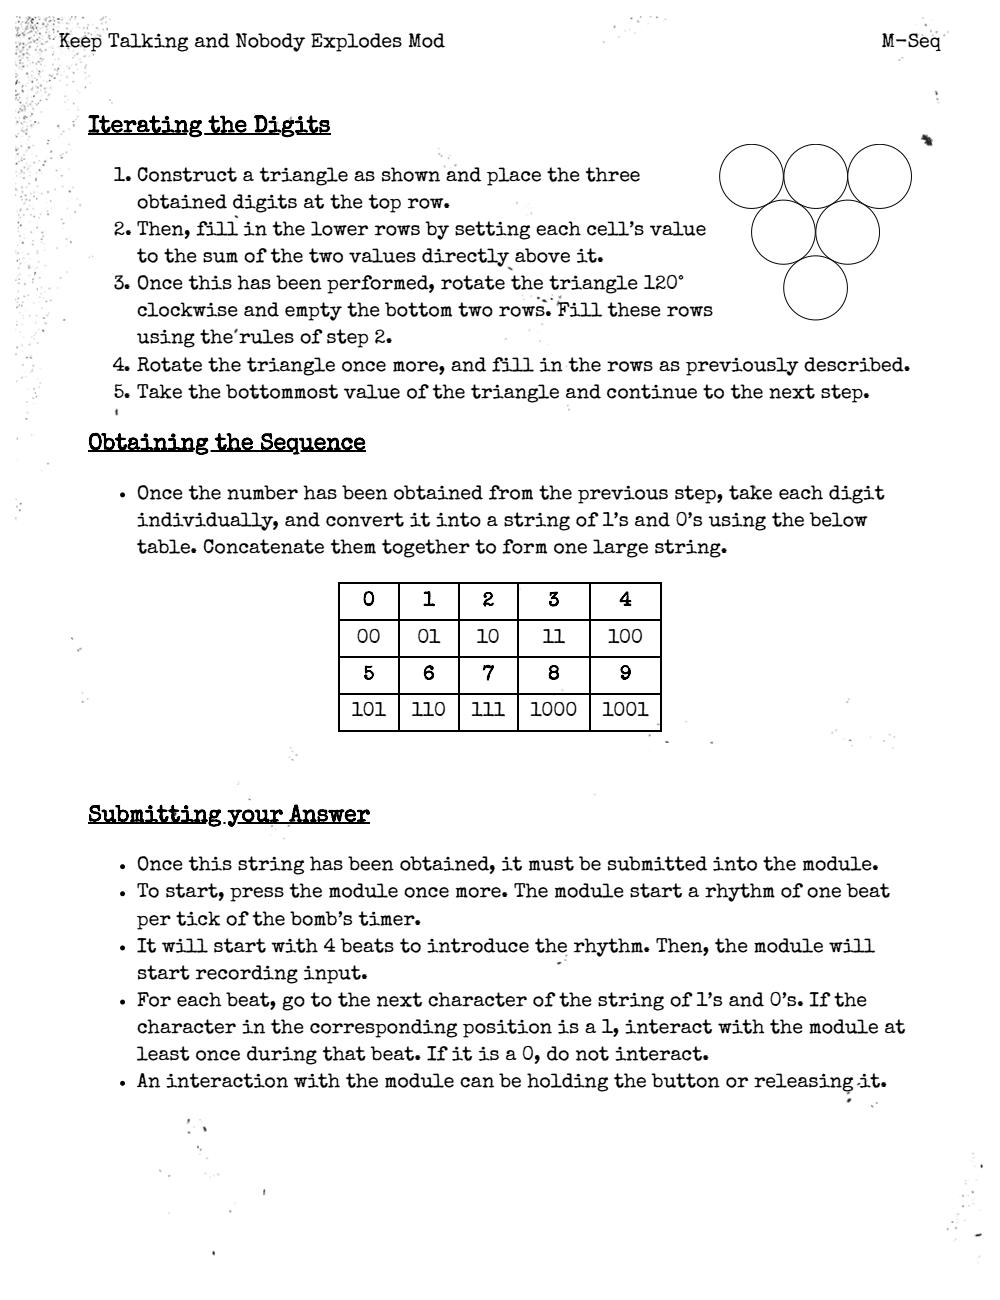 Keep Talking and Nobody Explodes Mod
M-Seq
Iterating the Digits
1. Construct a triangle as shown and place the three
obtained digits at the top row.
2. Then, fill in the lower rows by setting each cell's value
to the sum of the two values directly above it.
3. Once this has been performed, rotate the triangle 120°
clockwise and empty the bottom two rows. Fill these rows
using the rules of step 2.
4. Rotate the triangle once more, and fill in the rows as previously described.
5. Take the bottommost value of the triangle and continue to the next step.
Obtaining the Sequence
• Once the number has been obtained from the previous step, take each digit
individually, and convert it into a string of 1's and 0's using the below
table. Concatenate them together to form one large string.
0 1 2 3 4
00 01 10 11 100
5 6 7 8 9
101 110 111 1000 1001
Submitting your Answer
• Once this string has been obtained, it must be submitted into the module.
• To start, press the module once more. The module start a rhythm of one beat
per tick of the bomb's timer.
• It will start with 4 beats to introduce the rhythm. Then, the module will
start recording input.
• For each beat, go to the next character of the string of 1's and 0's. If the
character in the corresponding position is a 1, interact with the module at
least once during that beat. If it is a 0, do not interact.
• An interaction with the module can be holding the button or releasing it.